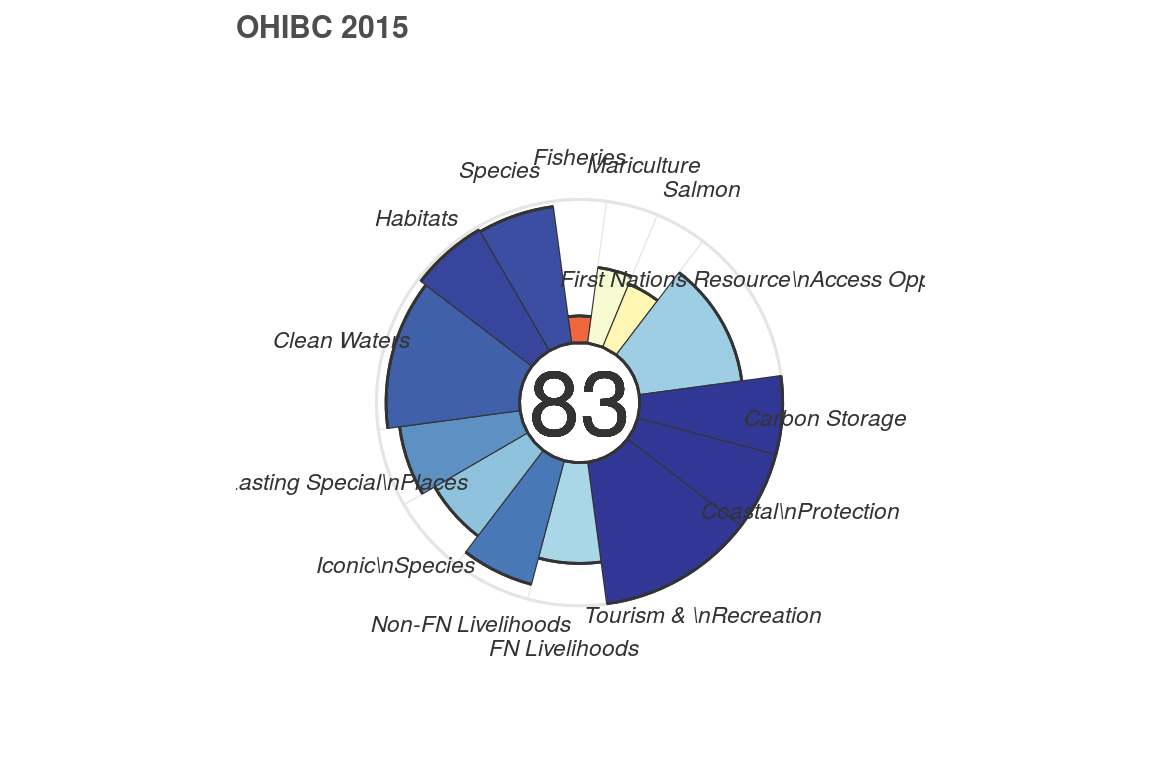 OHIBC 2015
Fisheries
Mariculture
Species
Salmon
Habitats
First Nations Resource\nAccess Opp
Clean Waters
83
Carbon Storage
.asting Special\nPlaces
Coastal\nProtection
Iconic\nSpecies
Tourism & \nRecreation
Non-FN Livelihoods
FN Livelihoods